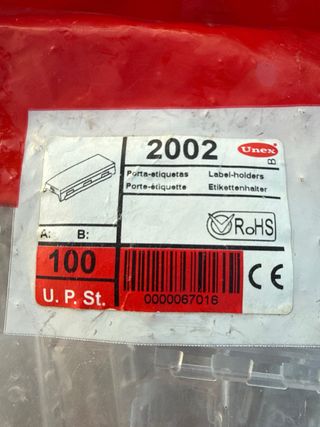 2002
Unex
B
Porta-etiquetas Label-holders
Porte-étiquette Etikettenhalter
A: B:
RoHS
100
U. P. St.
0000067016
CE